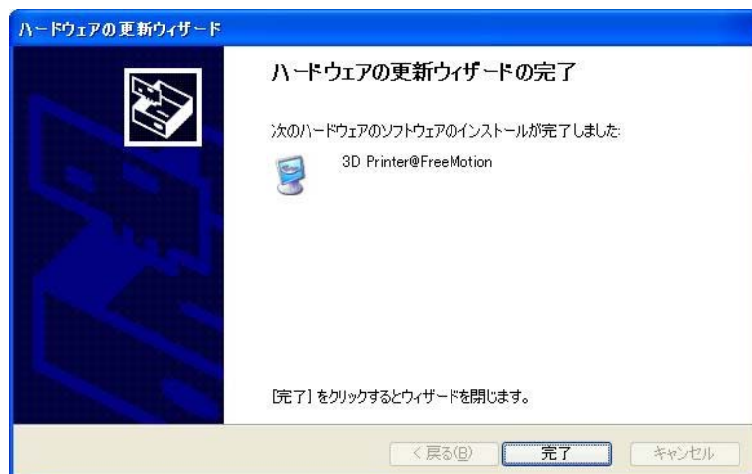 ハードウェアの更新ウィザード
ハードウェアの更新ウィザードの完了
次のハードウェアのソフトウェアのインストールが完了しました:
3D Printer@FreeMotion
[完了] をクリックするとウィザードを閉じます。
< 戻る(B) 完了 キャンセル